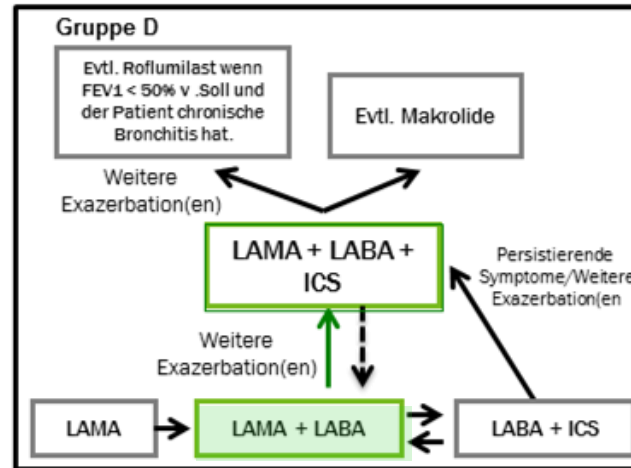 Gruppe D
Evtl. Roflumilast wenn
FEV1 < 50% v .Soll und
der Patient chronische
Bronchitis hat.
Evtl. Makrolide
Weitere
Exazerbation(en)
LAMA + LABA +
ICS
Persistierende
Symptome/Weitere
Exazerbation(en
Weitere
Exazerbation(en)
LAMA
LAMA + LABA
LABA + ICS